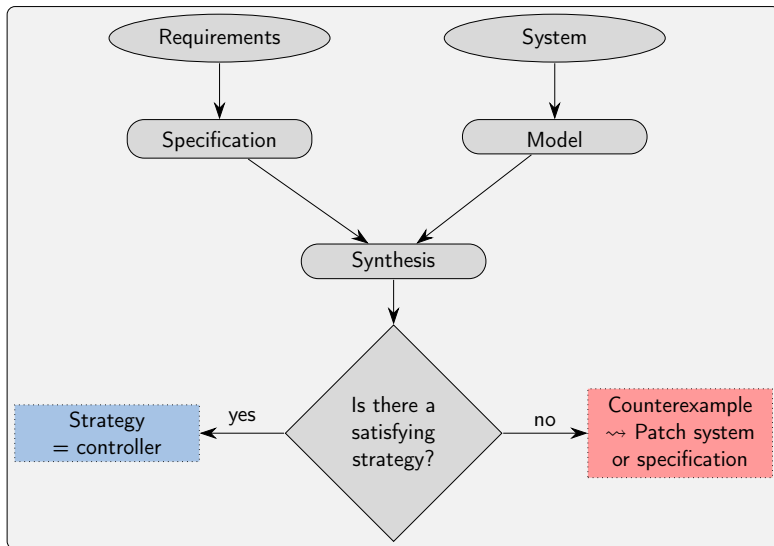 Requirements
System
Specification
Model
Synthesis
Is there a
satisfying
strategy?
yes
no
Strategy
= controller
Counterexample
⇝ Patch system
or specification